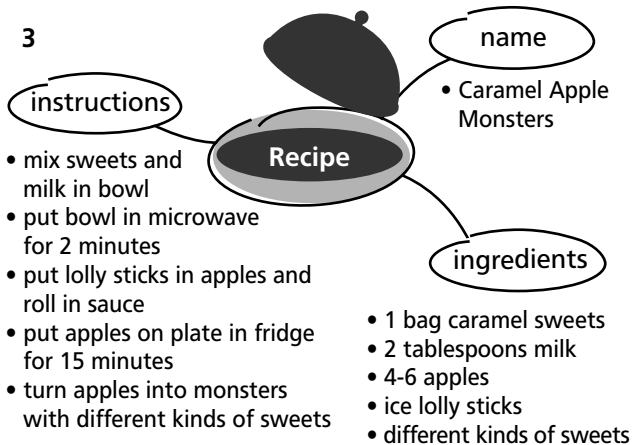 3
name
• Caramel Apple
Monsters
instructions
Recipe
• mix sweets and
milk in bowl
• put bowl in microwave
for 2 minutes
• put lolly sticks in apples and
roll in sauce
• put apples on plate in fridge
for 15 minutes
• turn apples into monsters
with different kinds of sweets
ingredients
• 1 bag caramel sweets
• 2 tablespoons milk
• 4-6 apples
• ice lolly sticks
• different kinds of sweets